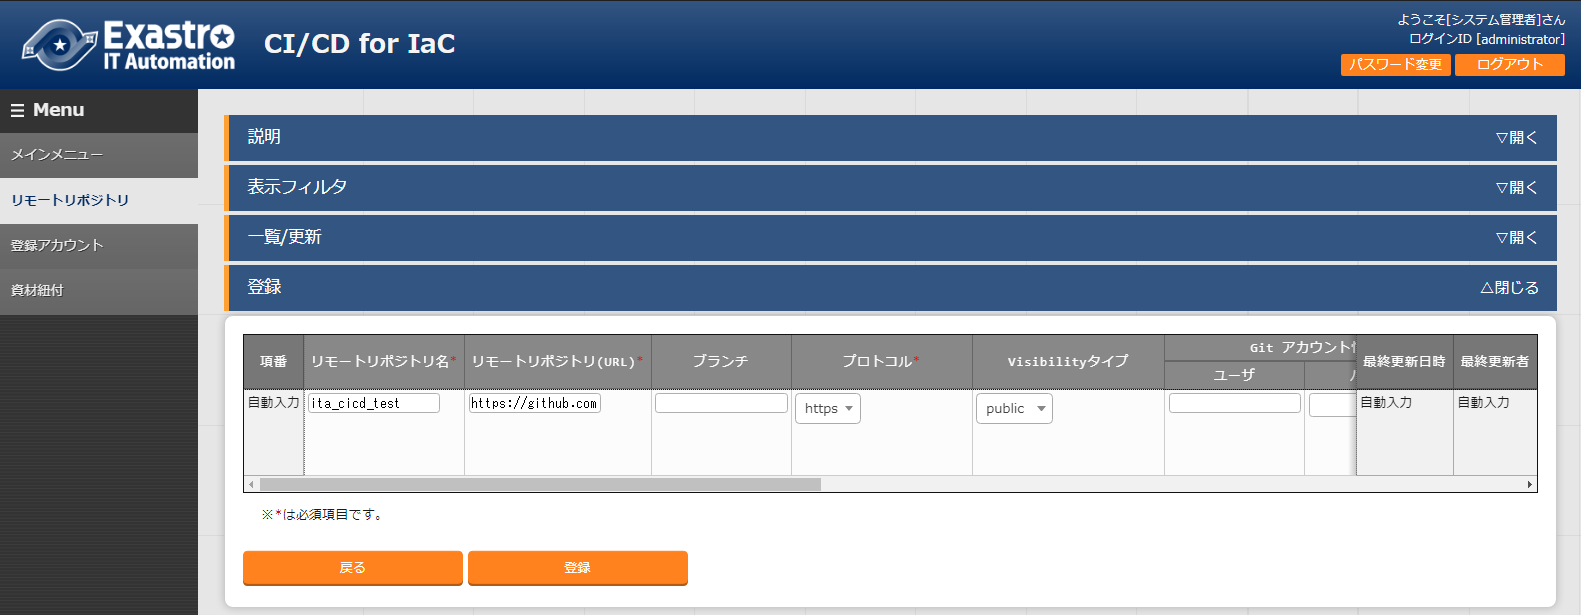 Exastro
IT Automation
CI/CD for IaC
ようこそ[システム管理者]さん
ログインID [administrator]
パスワード変更
ログアウト
Menu
メインメニュー
リモートリポジトリ
登録アカウント
資材紐付
説明
▽開く
表示フィルタ
▽開く
一覧/更新
▽開く
登録
△閉じる
項番
リモートリポジトリ名*
リモートリポジトリ(URL)*
ブランチ
プロトコル*
Visibilityタイプ
Git アカウント
ユーザ
最終更新日時
最終更新者
自動入力
ita_cicd_test
https://github.com
https
public
自動入力
自動入力
※*は必須項目です。
戻る
登録